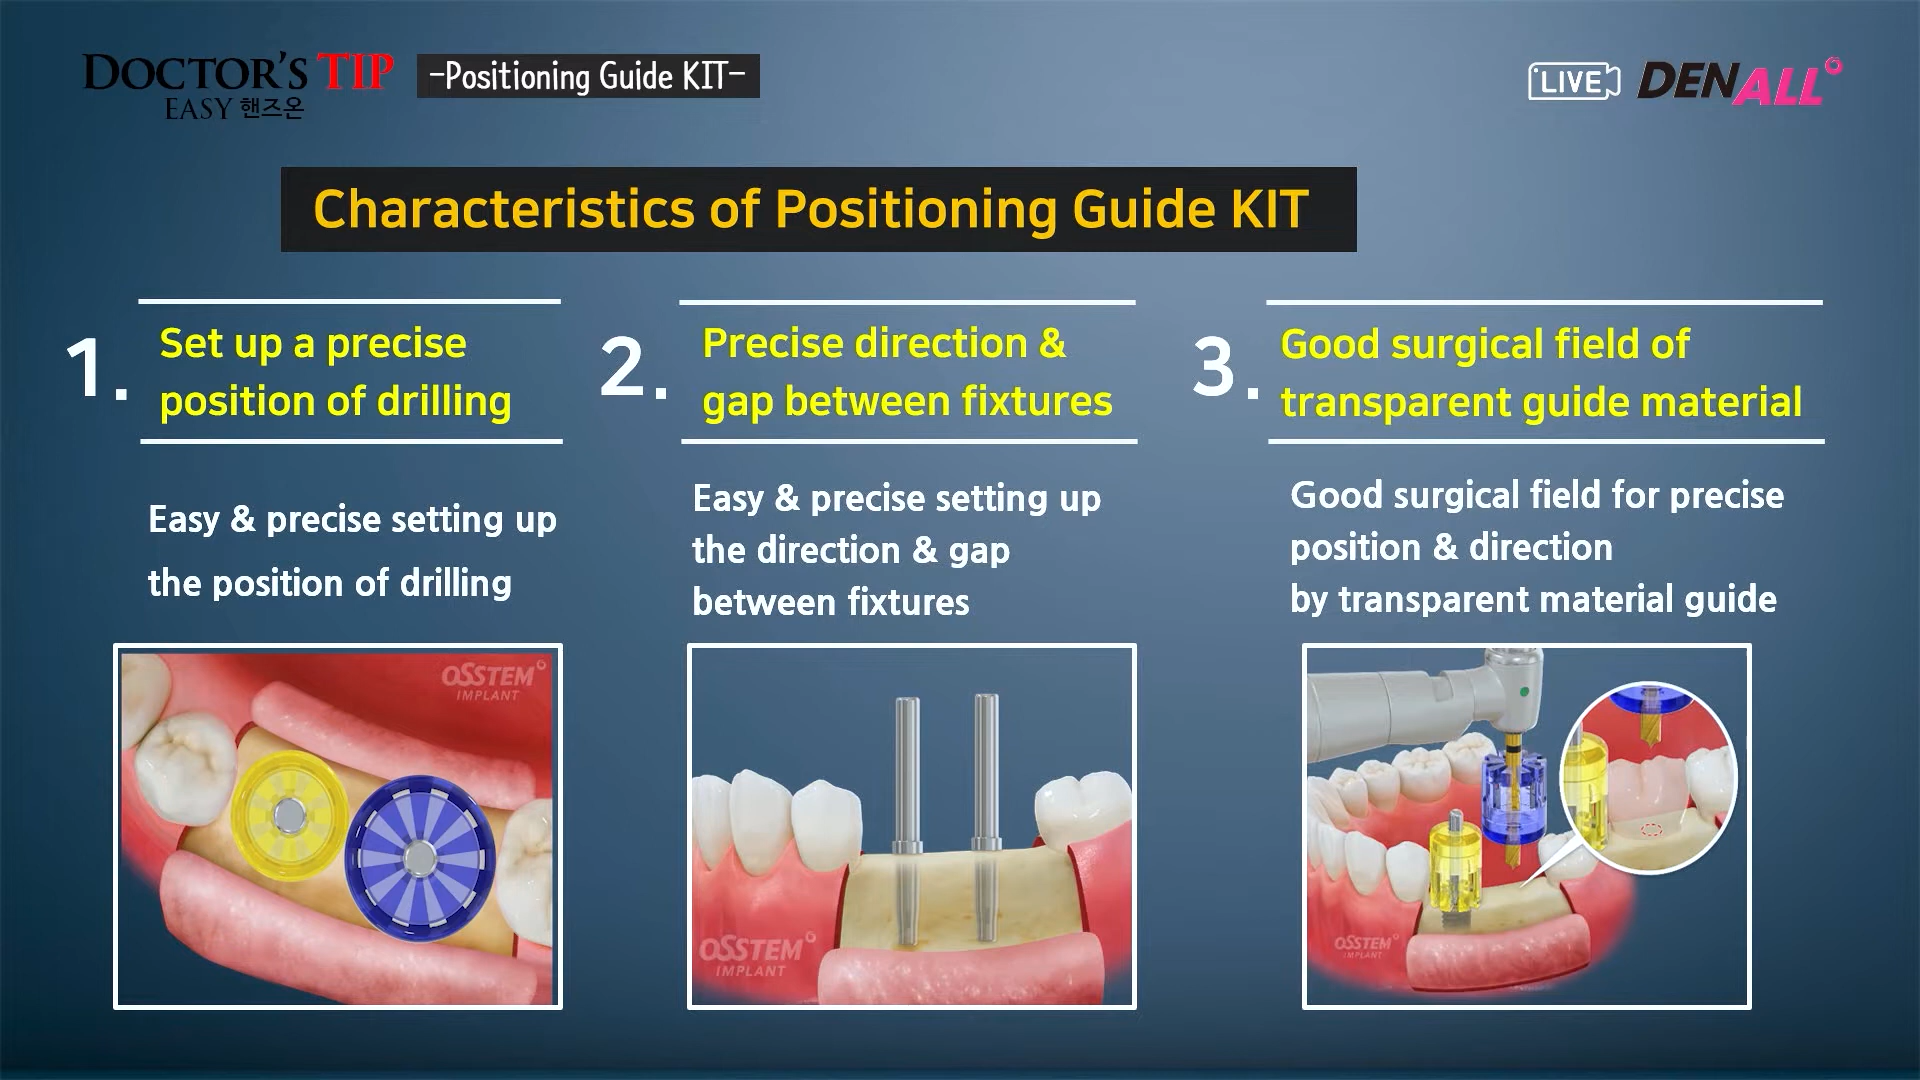 DOCTOR'S TIP
EASY 핸즈온
-Positioning Guide KIT-
LIVE
DENALL
Characteristics of Positioning Guide KIT
1.
Set up a precise
position of drilling
Easy & precise setting up
the position of drilling
2.
Precise direction &
gap between fixtures
Easy & precise setting up
the direction & gap
between fixtures
3.
Good surgical field of
transparent guide material
Good surgical field for precise
position & direction
by transparent material guide
OSSTEM
IMPLANT
OSSTEM
IMPLANT
OSSTEM
IMPLANT